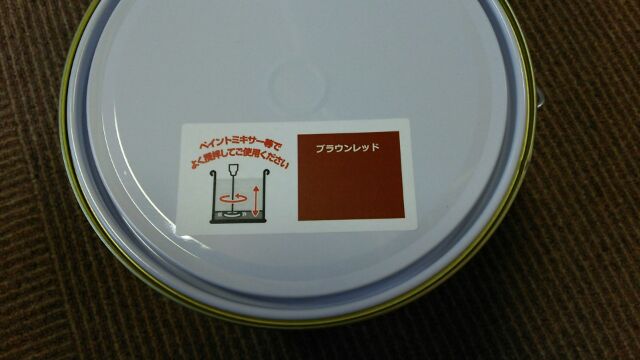 ペイントミキサー等で
よく攪拌してご使用ください
ブラウンレッド